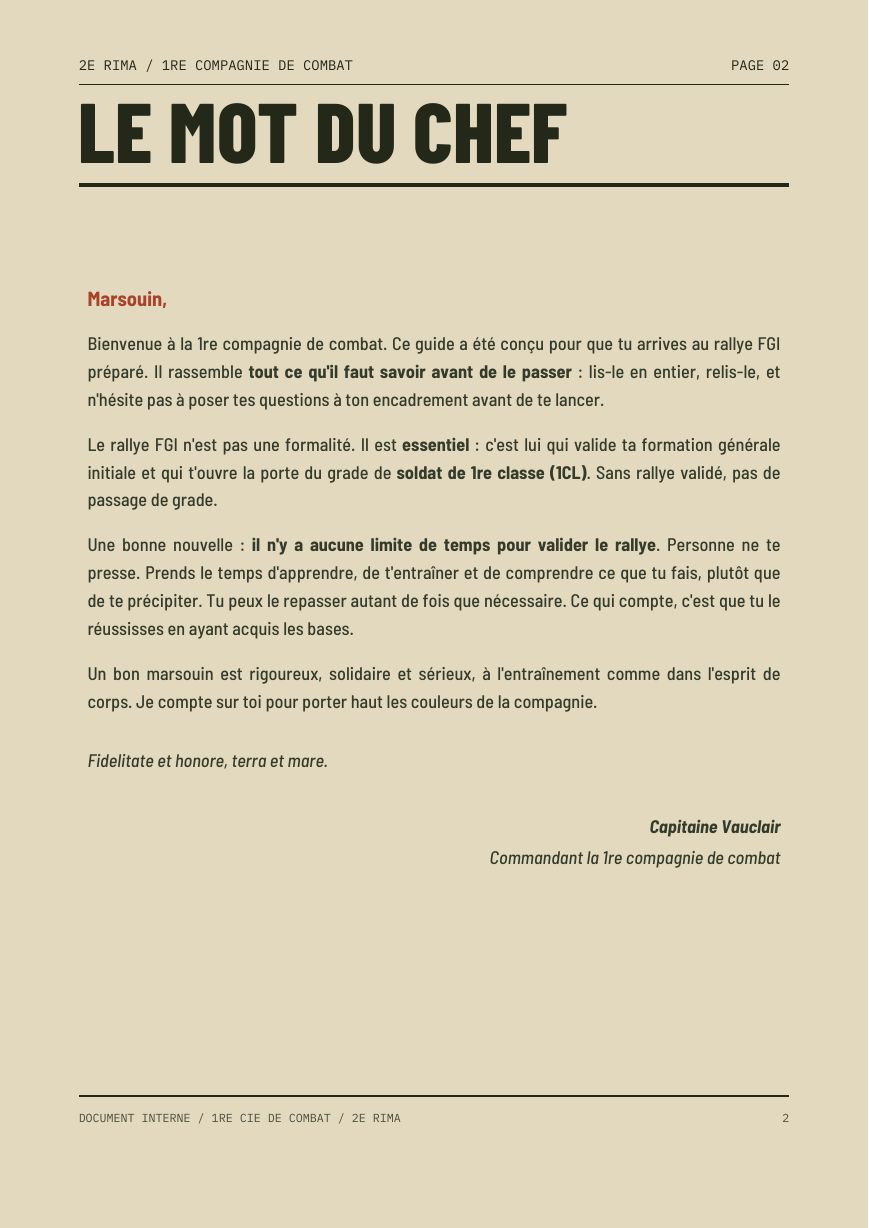 2E RIMA / 1RE COMPAGNIE DE COMBAT
PAGE 02
LE MOT DU CHEF
Marsouin,
Bienvenue à la 1re compagnie de combat. Ce guide a été conçu pour que tu arrives au rallye FGI
préparé. Il rassemble tout ce qu'il faut savoir avant de le passer : lis-le en entier, relis-le, et
n'hésite pas à poser tes questions à ton encadrement avant de te lancer.
Le rallye FGI n'est pas une formalité. Il est essentiel : c'est lui qui valide ta formation générale
initiale et qui t'ouvre la porte du grade de soldat de 1re classe (1CL). Sans rallye validé, pas de
passage de grade.
Une bonne nouvelle : il n'y a aucune limite de temps pour valider le rallye. Personne ne te
presse. Prends le temps d'apprendre, de t'entraîner et de comprendre ce que tu fais, plutôt que
de te précipiter. Tu peux le repasser autant de fois que nécessaire. Ce qui compte, c'est que tu le
réussisses en ayant acquis les bases.
Un bon marsouin est rigoureux, solidaire et sérieux, à l'entraînement comme dans l'esprit de
corps. Je compte sur toi pour porter haut les couleurs de la compagnie.
Fidelitate et honore, terra et mare.
Capitaine Vauclair
Commandant la 1re compagnie de combat
DOCUMENT INTERNE / 1RE CIE DE COMBAT / 2E RIMA
2